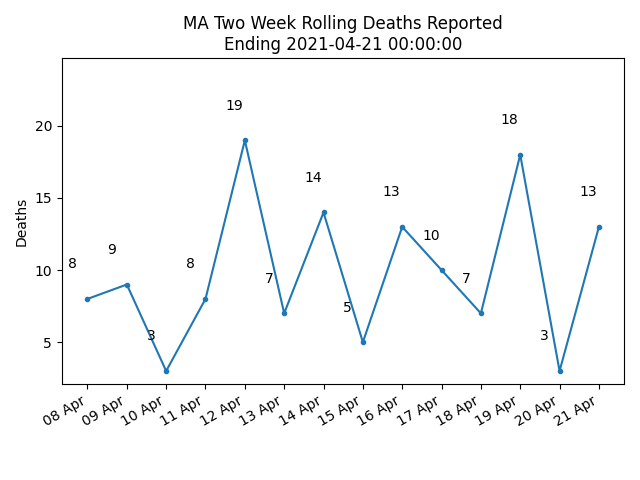 MA Two Week Rolling Deaths Reported
Ending 2021-04-21 00:00:00
Deaths
20
15
10
5
8
9
3
8
19
7
14
5
13
10
7
18
3
13
08 Apr
09 Apr
10 Apr
11 Apr
12 Apr
13 Apr
14 Apr
15 Apr
16 Apr
17 Apr
18 Apr
19 Apr
20 Apr
21 Apr